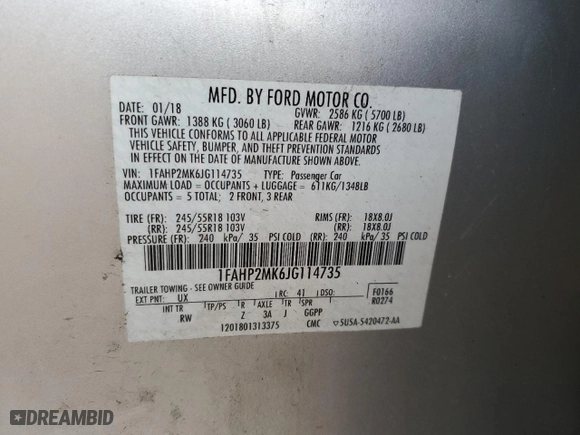 MFD. BY FORD MOTOR CO.
DATE: 01/18 GVWR: 2586 KG ( 5700 LB)
FRONT GAWR: 1388 KG ( 3060 LB) REAR GAWR: 1216 KG ( 2680 LB)
THIS VEHICLE CONFORMS TO ALL APPLICABLE FEDERAL MOTOR
VEHICLE SAFETY, BUMPER, AND THEFT PREVENTION STANDARDS
IN EFFECT ON THE DATE OF MANUFACTURE SHOWN ABOVE.
VIN: 1FAHP2MK6JG114735 TYPE: Passenger Car
MAXIMUM LOAD = OCCUPANTS + LUGGAGE = 611KG/1348LB
OCCUPANTS = 5 TOTAL; 2 FRONT, 3 REAR
TIRE (FR): 245/55R18 103V RIMS (FR): 18X8.0J
(RR): 245/55R18 103V (RR): 18X8.0J
PRESSURE (FR): 240 kPa/ 35 PSI COLD (RR): 240 kPa/ 35 PSI COLD
1FAHP2MK6JG114735
TRAILER TOWING - SEE OWNER GUIDE
EXT PNT: UX RC: 41 DSO: F0166
INT TR TP/PS R AXLE TR SPR R0274
RW Z 3A J GGPP
1201801313375 CMC 5USA-5420472-AA
DREAMBID